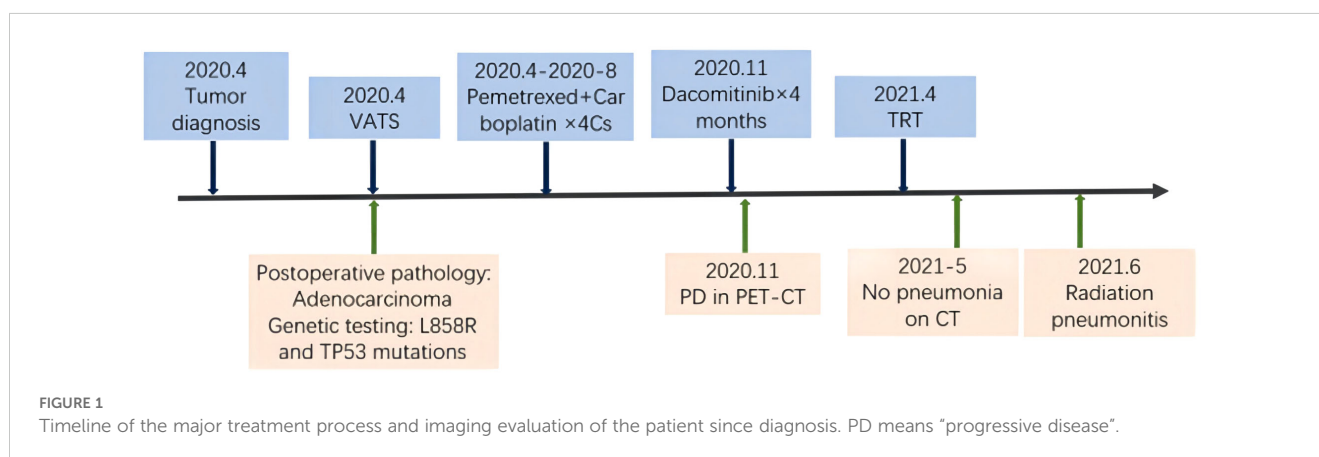 2020.4
Tumor
diagnosis
2020.4
VATS
2020.4-2020-8
Pemetrexed+Car
boplatin ×4Cs
2020.11
Dacomitinib×4
months
2021.4
TRT
Postoperative pathology:
Adenocarcinoma
Genetic testing: L858R
and TP53 mutations
2020.11
PD in PET-CT
2021-5
No pneumonia
on CT
2021.6
Radiation
pneumonitis
FIGURE 1
Timeline of the major treatment process and imaging evaluation of the patient since diagnosis. PD means “progressive disease”.